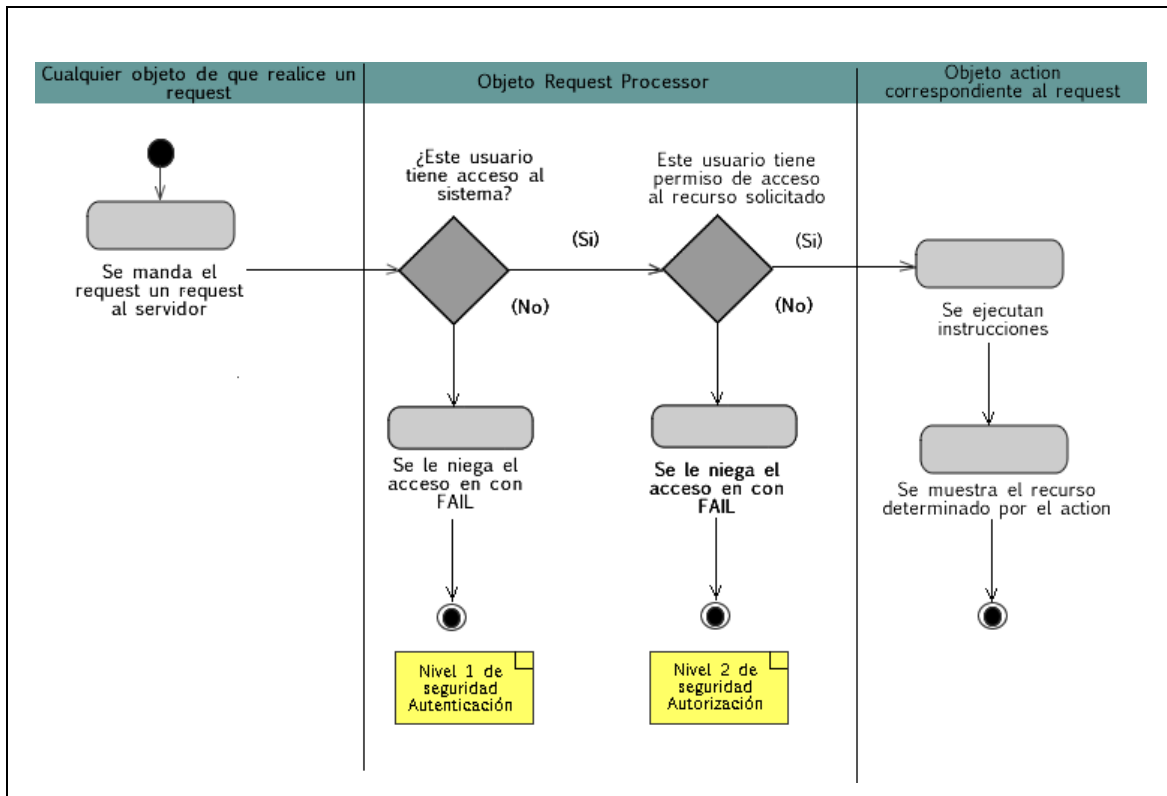 Cualquier objeto de que realice un
request
Objeto Request Processor
Objeto action
correspondiente al request
¿Este usuario
tiene acceso al
sistema?
Este usuario tiene
permiso de acceso
al recurso solicitado
(Si)
(Si)
(No)
(No)
Se manda el
request un request
al servidor
Se ejecutan
instrucciones
Se le niega el
acceso en con
FAIL
Se le niega el
acceso en con
FAIL
Se muestra el recurso
determinado por el action
Nivel 1 de
seguridad
Autenticación
Nivel 2 de
seguridad
Autorización